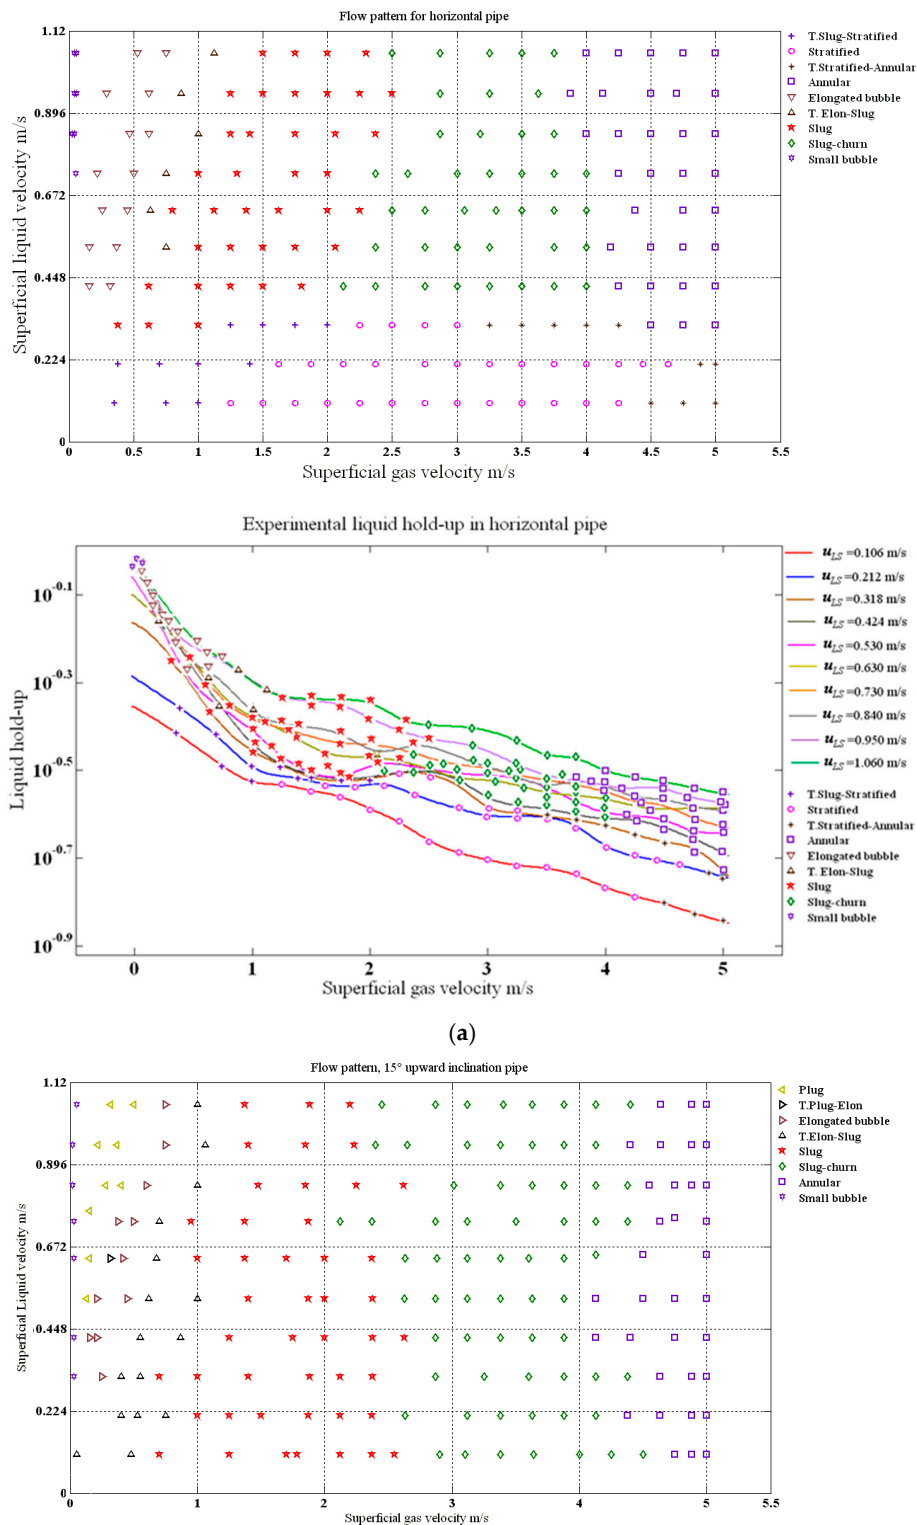 Flow pattern for horizontal pipe
1.12
0.896
0.672
0.448
0.224
0
0 0.5 1 1.5 2 2.5 3 3.5 4 4.5 5 5.5
Superficial liquid velocity m/s
Superficial gas velocity m/s
T.Slug-Stratified
Stratified
T.Stratified-Annular
Annular
Elongated bubble
T. Elon-Slug
Slug
Slug-churn
Small bubble
Experimental liquid hold-up in horizontal pipe
10^-0.1
10^-0.3
10^-0.5
10^-0.7
10^-0.9
0 1 2 3 4 5
Liquid hold-up
Superficial gas velocity m/s
u_LS =0.106 m/s
u_LS =0.212 m/s
u_LS =0.318 m/s
u_LS =0.424 m/s
u_LS =0.530 m/s
u_LS =0.630 m/s
u_LS =0.730 m/s
u_LS =0.840 m/s
u_LS =0.950 m/s
u_LS =1.060 m/s
T.Slug-Stratified
Stratified
T.Stratified-Annular
Annular
Elongated bubble
T. Elon-Slug
Slug
Slug-churn
Small bubble
(a)
Flow pattern, 15° upward inclination pipe
1.12
0.896
0.672
0.448
0.224
0
0 1 2 3 4 5 5.5
Superficial Liquid velocity m/s
Superficial gas velocity m/s
Plug
T.Plug-Elon
Elongated bubble
T.Elon-Slug
Slug
Slug-churn
Annular
Small bubble